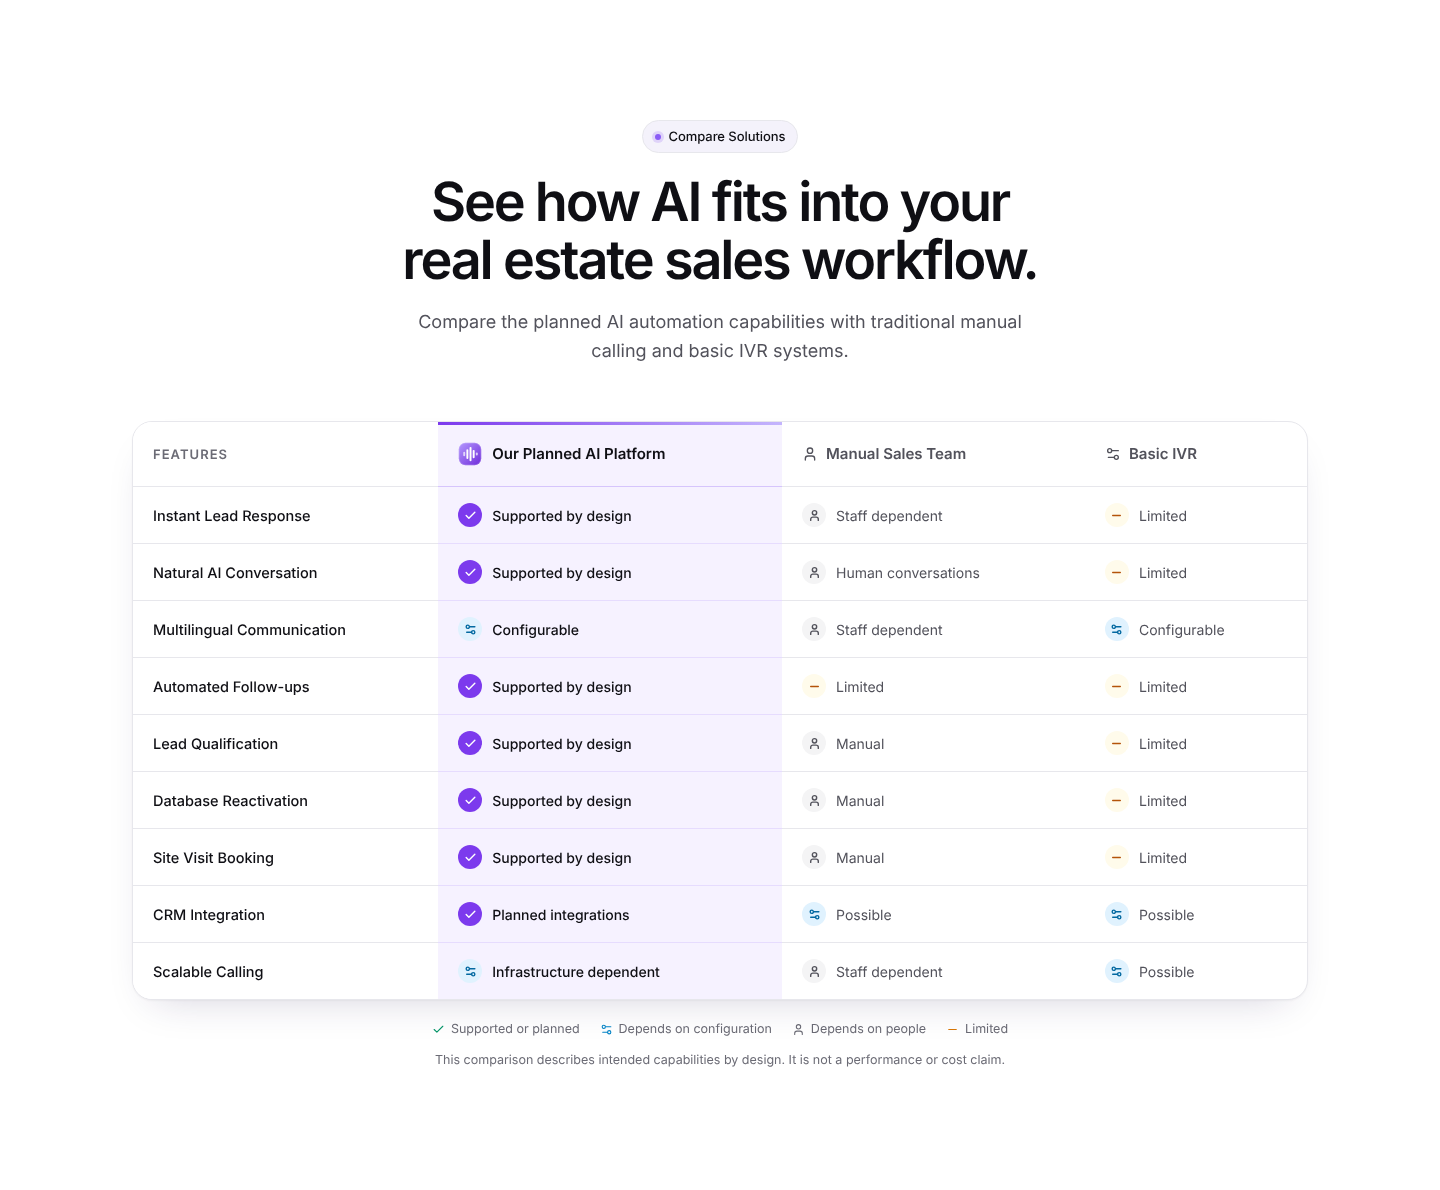 Compare Solutions
See how AI fits into your
real estate sales workflow.
Compare the planned AI automation capabilities with traditional manual
calling and basic IVR systems.
FEATURES Our Planned AI Platform Manual Sales Team Basic IVR
Instant Lead Response Supported by design Staff dependent Limited
Natural AI Conversation Supported by design Human conversations Limited
Multilingual Communication Configurable Staff dependent Configurable
Automated Follow-ups Supported by design Limited Limited
Lead Qualification Supported by design Manual Limited
Database Reactivation Supported by design Manual Limited
Site Visit Booking Supported by design Manual Limited
CRM Integration Planned integrations Possible Possible
Scalable Calling Infrastructure dependent Staff dependent Possible
Supported or planned Depends on configuration Depends on people Limited
This comparison describes intended capabilities by design. It is not a performance or cost claim.